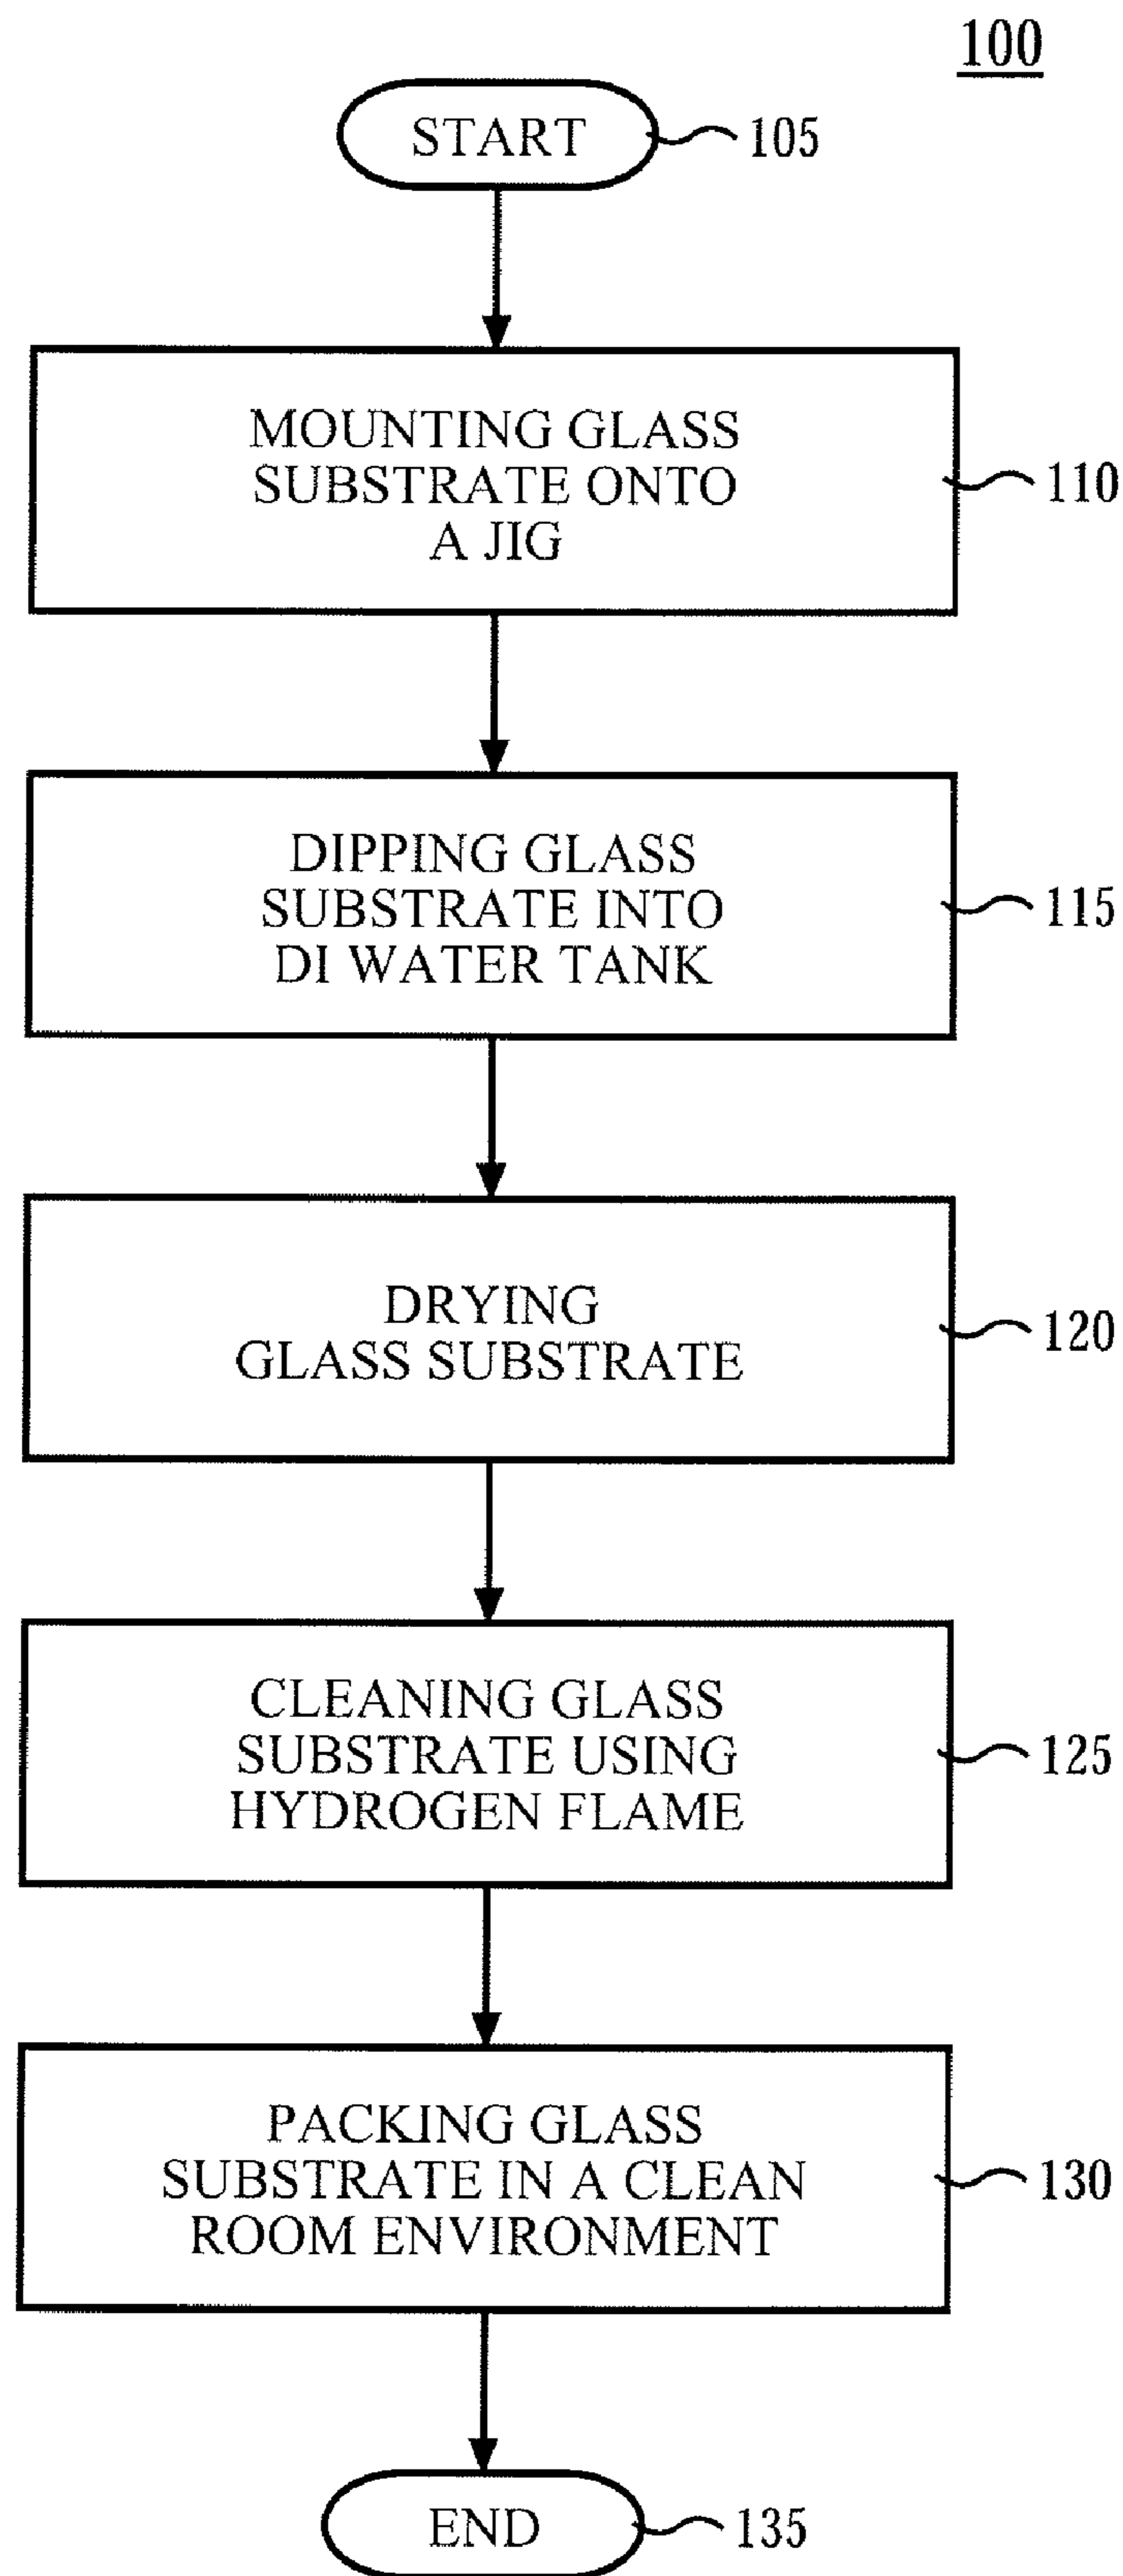 100
START
105
MOUNTING GLASS
SUBSTRATE ONTO
A JIG
110
DIPPING GLASS
SUBSTRATE INTO
DI WATER TANK
115
DRYING
GLASS SUBSTRATE
120
CLEANING GLASS
SUBSTRATE USING
HYDROGEN FLAME
125
PACKING GLASS
SUBSTRATE IN A CLEAN
ROOM ENVIRONMENT
130
END
135